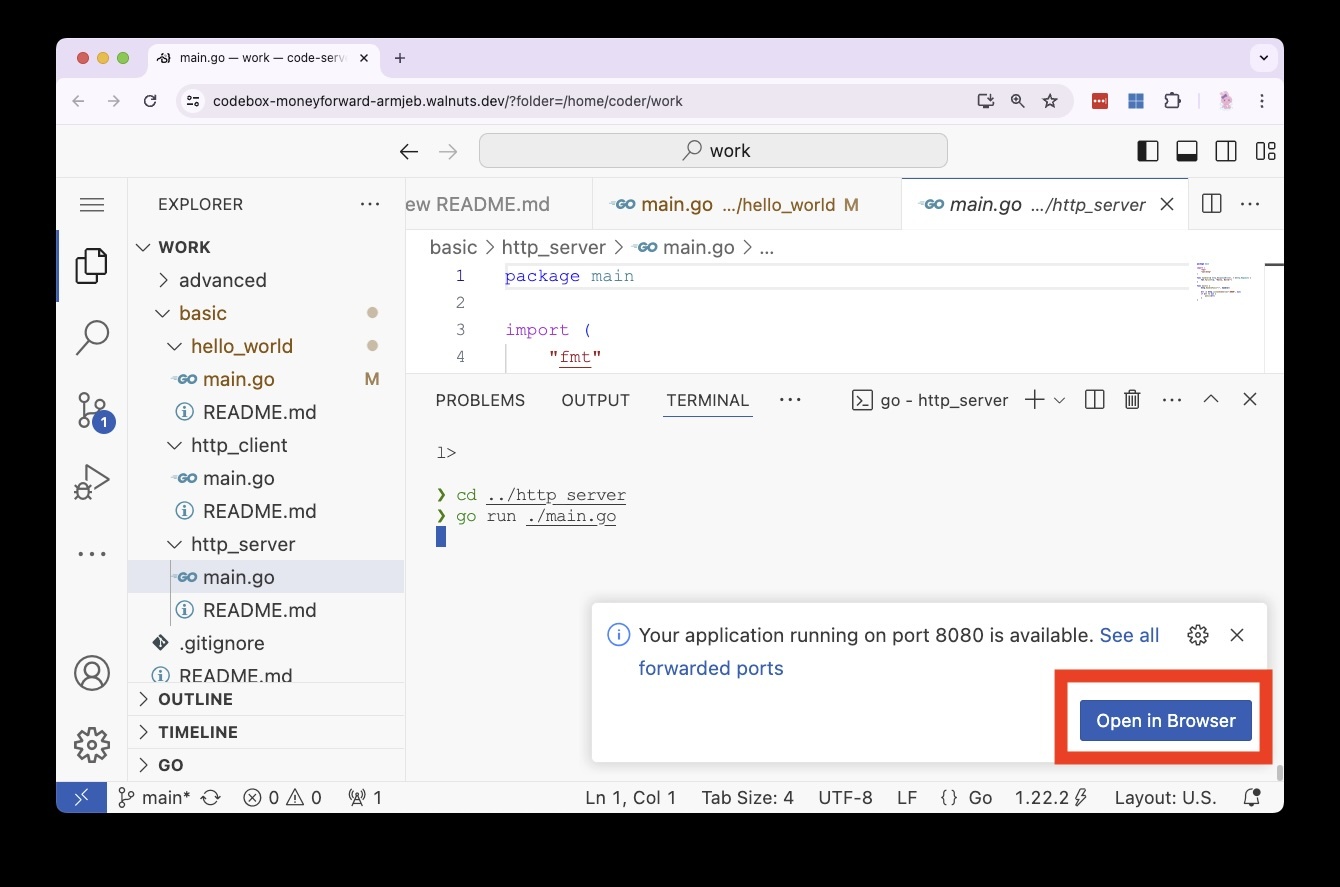 main.go — work — code-serv
codebox-moneyforward-armjeb.walnuts.dev/?folder=/home/coder/work
work
EXPLORER
WORK
advanced
basic
hello_world
main.go M
README.md
http_client
main.go
README.md
http_server
main.go
README.md
.gitignore
README.md
OUTLINE
TIMELINE
GO
ew README.md
GO main.go .../hello_world M
GO main.go .../http_server
basic > http_server > GO main.go > ...
1 package main
2
3 import (
4 "fmt"
PROBLEMS OUTPUT TERMINAL ··· go - http_server
l>
❯ cd ../http_server
❯ go run ./main.go
Your application running on port 8080 is available. See all
forwarded ports
Open in Browser
1
main* 0 0 1 Ln 1, Col 1 Tab Size: 4 UTF-8 LF {} Go 1.22.2 Layout: U.S.